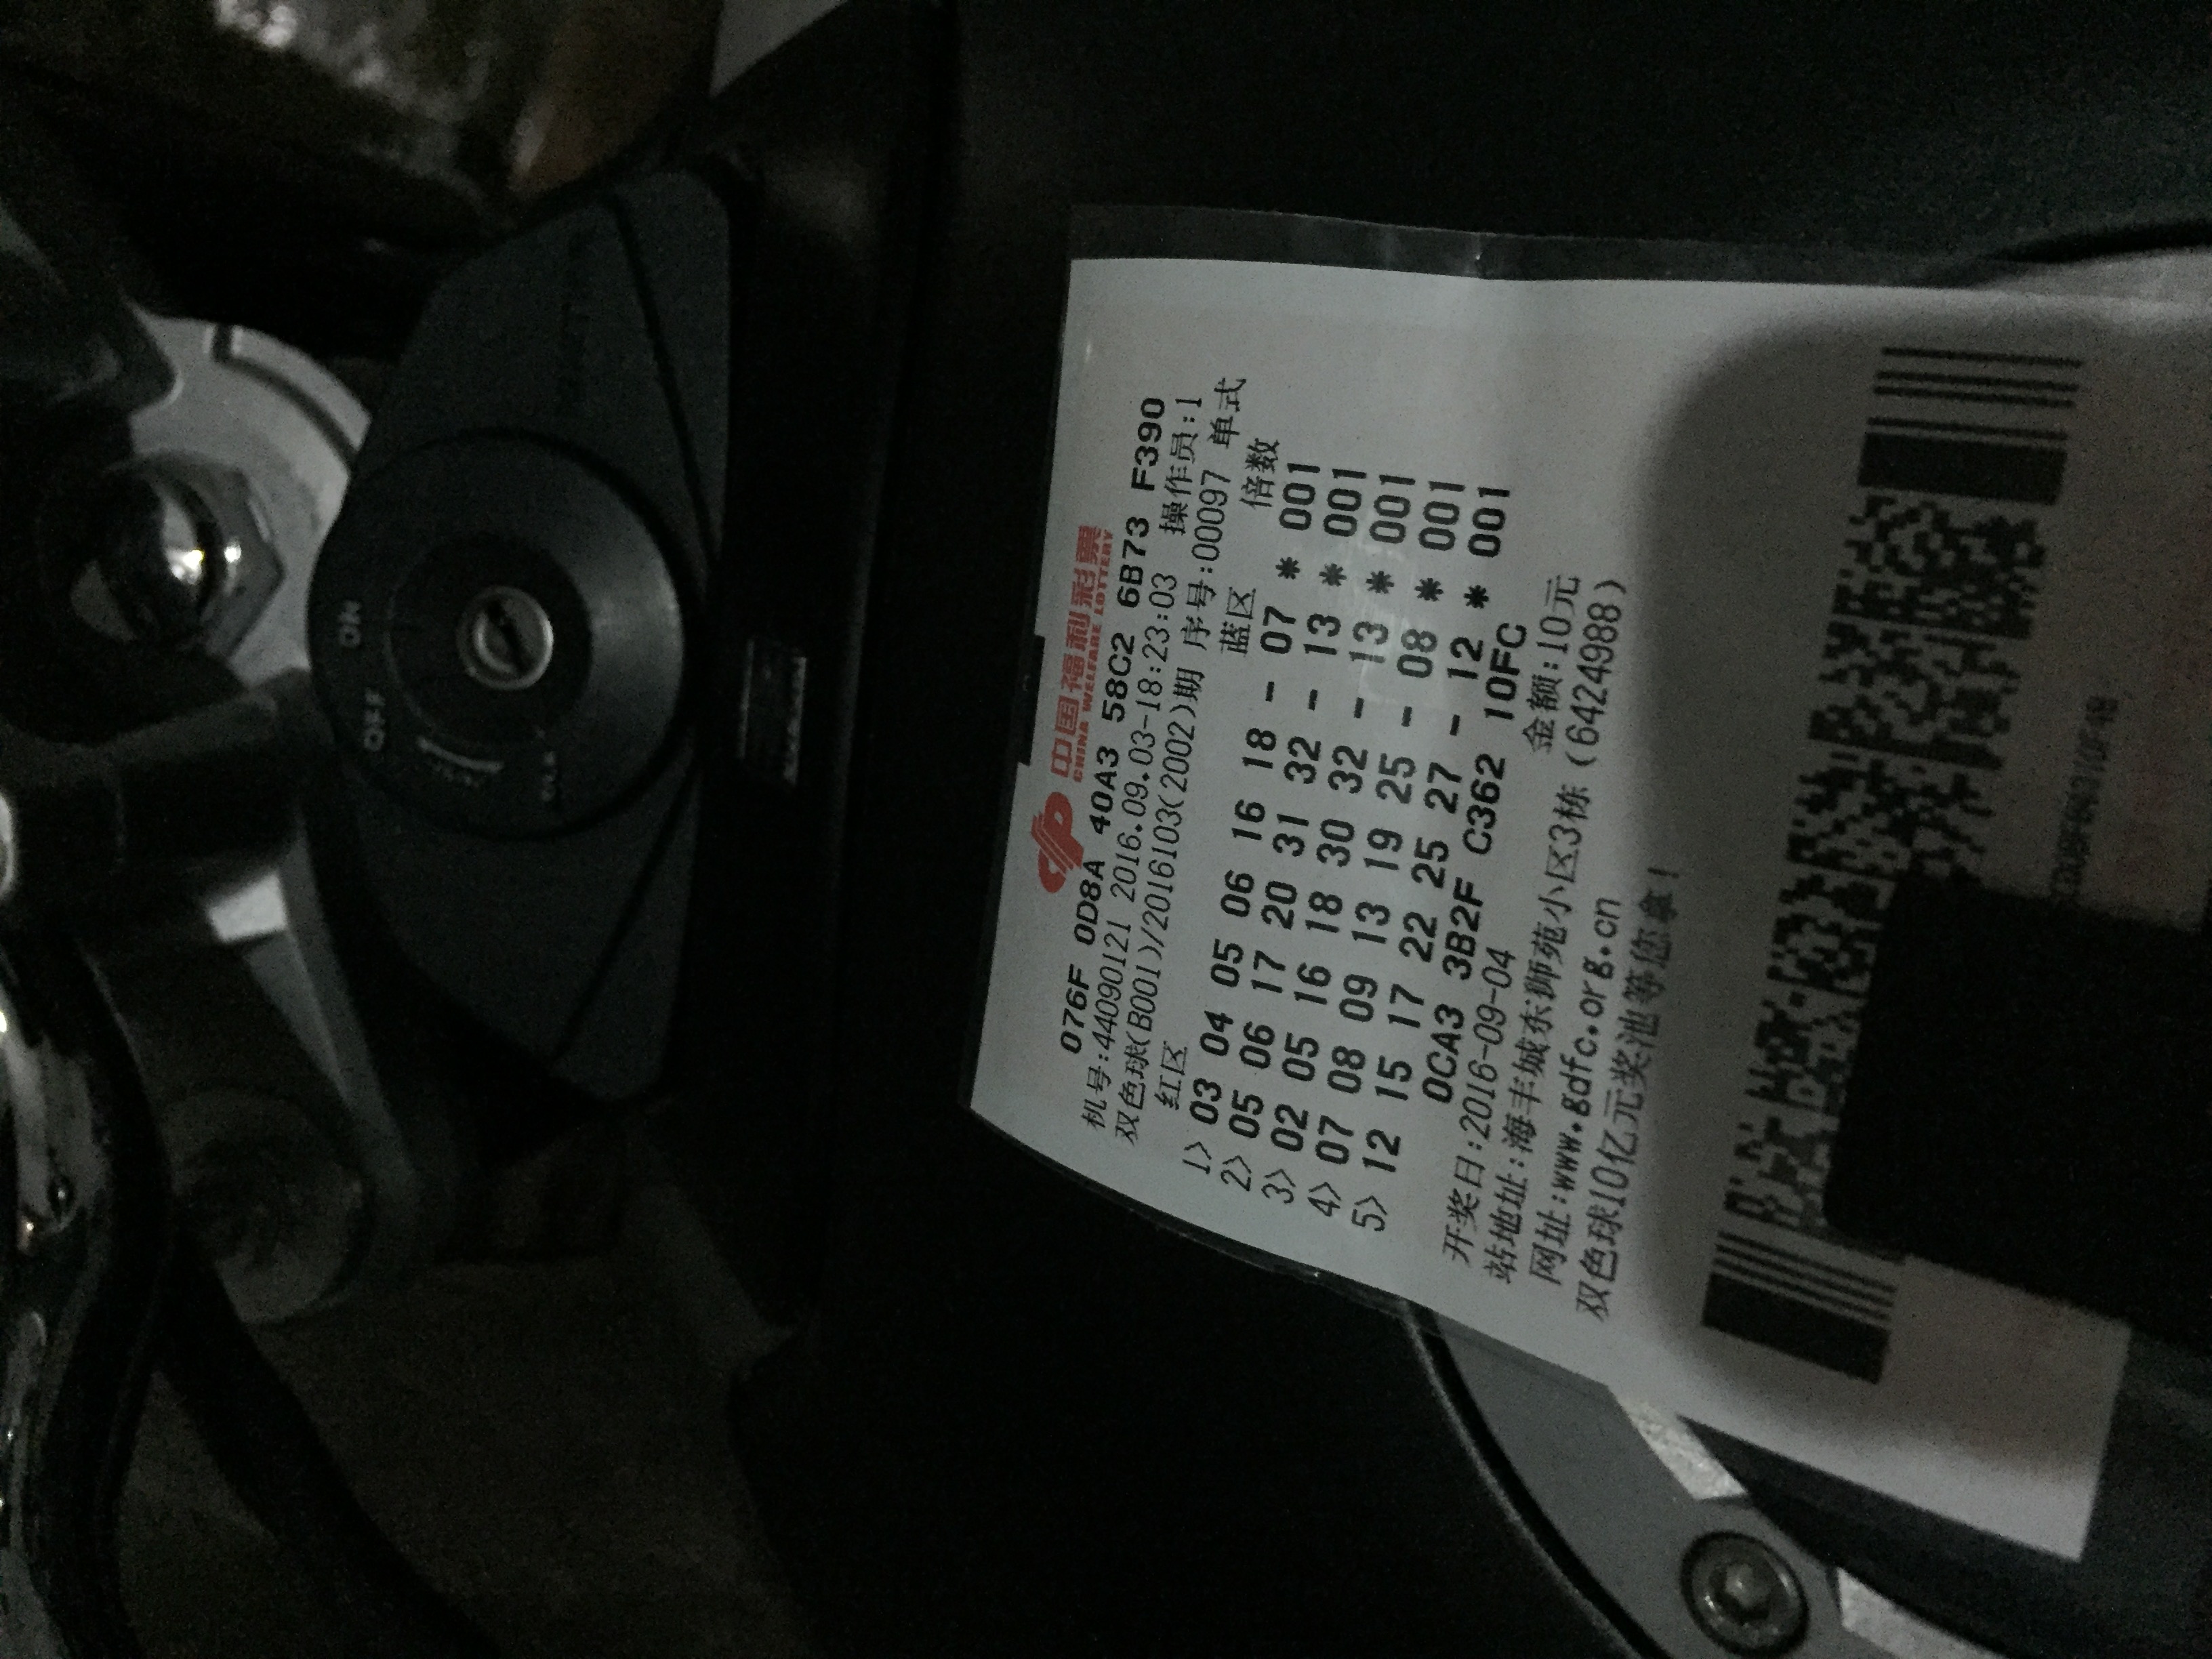 中国福利彩票
CHINA WELFARE LOTTERY
076F 0D8A 40A3 58C2 6B73 F390
机号:44090121 2016.09.03-18:23:03 操作员:1
双色球(B001)/2016103(2002)期 序号:00097 单式
红区 蓝区 倍数
1> 03 04 05 06 16 18 - 07 * 001
2> 05 06 17 20 31 32 - 13 * 001
3> 02 05 16 18 30 32 - 13 * 001
4> 07 08 09 13 19 25 - 08 * 001
5> 12 15 17 22 25 27 - 12 * 001
0CA3 3B2F C362 10FC
开奖日:2016-09-04 金额:10元
站地址:海丰城东狮苑小区3栋(6424988)
网址:www.gdfc.org.cn
双色球10亿元奖池等您拿!
ON
OFF